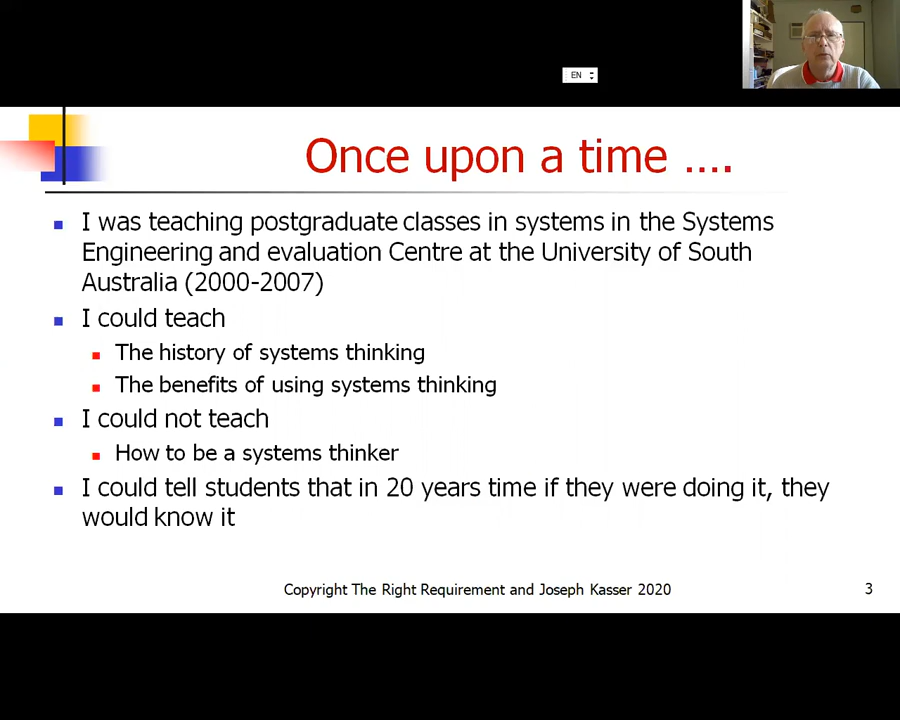 EN
Once upon a time ....
I was teaching postgraduate classes in systems in the Systems
Engineering and evaluation Centre at the University of South
Australia (2000-2007)
I could teach
The history of systems thinking
The benefits of using systems thinking
I could not teach
How to be a systems thinker
I could tell students that in 20 years time if they were doing it, they
would know it
Copyright The Right Requirement and Joseph Kasser 2020
3